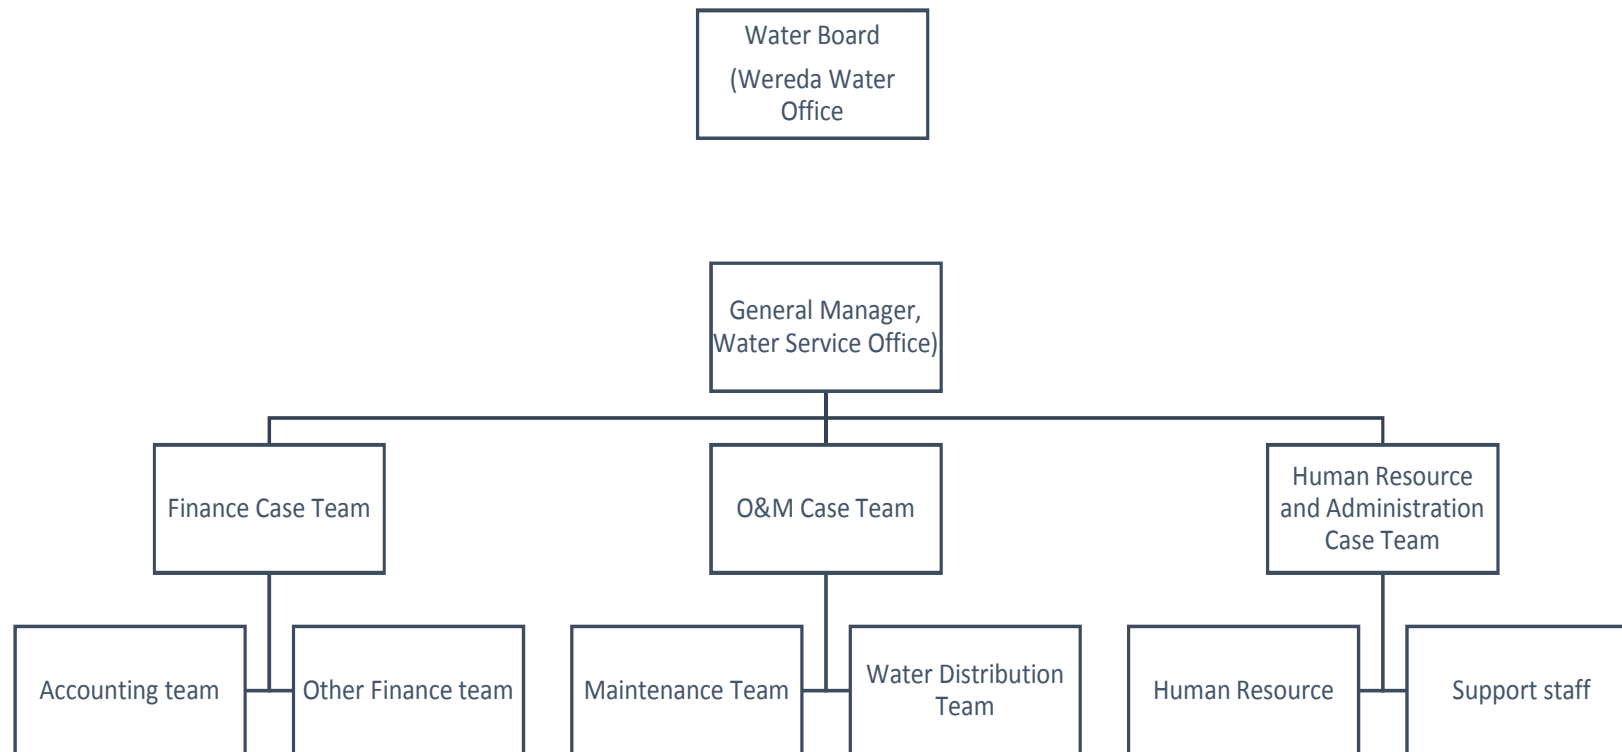 Water Board
(Wereda Water
Office
General Manager,
Water Service Office)
Finance Case Team
O&M Case Team
Human Resource
and Administration
Case Team
Accounting team
Other Finance team
Maintenance Team
Water Distribution
Team
Human Resource
Support staff